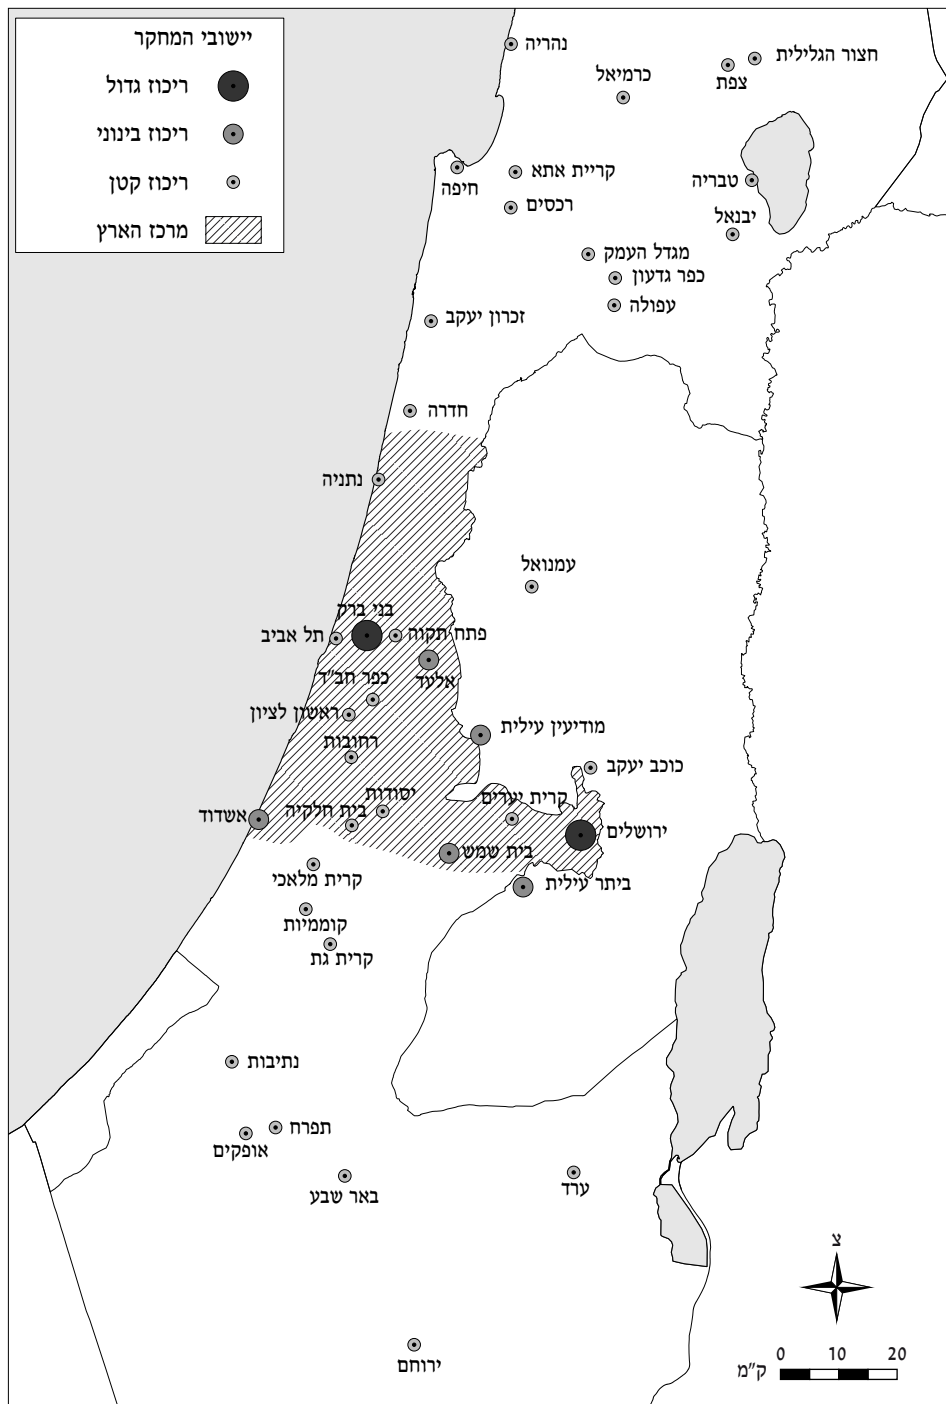 יישובי המחקר
ריכוז גדול
ריכוז בינוני
ריכוז קטן
מרכז הארץ
נהריה
חצור הגלילית
צפת
כרמיאל
חיפה
קריית אתא
טבריה
רכסים
יבנאל
מגדל העמק
כפר גדעון
עפולה
זכרון יעקב
חדרה
נתניה
עמנואל
בני ברק
תל אביב
פתח תקוה
אלעד
כפר חב"ד
ראשון לציון
מודיעין עילית
רחובות
כוכב יעקב
יסודות
קרית יערים
אשדוד
בית חלקיה
ירושלים
בית שמש
קרית מלאכי
ביתר עילית
קוממיות
קרית גת
נתיבות
תפרח
אופקים
באר שבע
ערד
ירוחם
צ
0 10 20
ק"מ